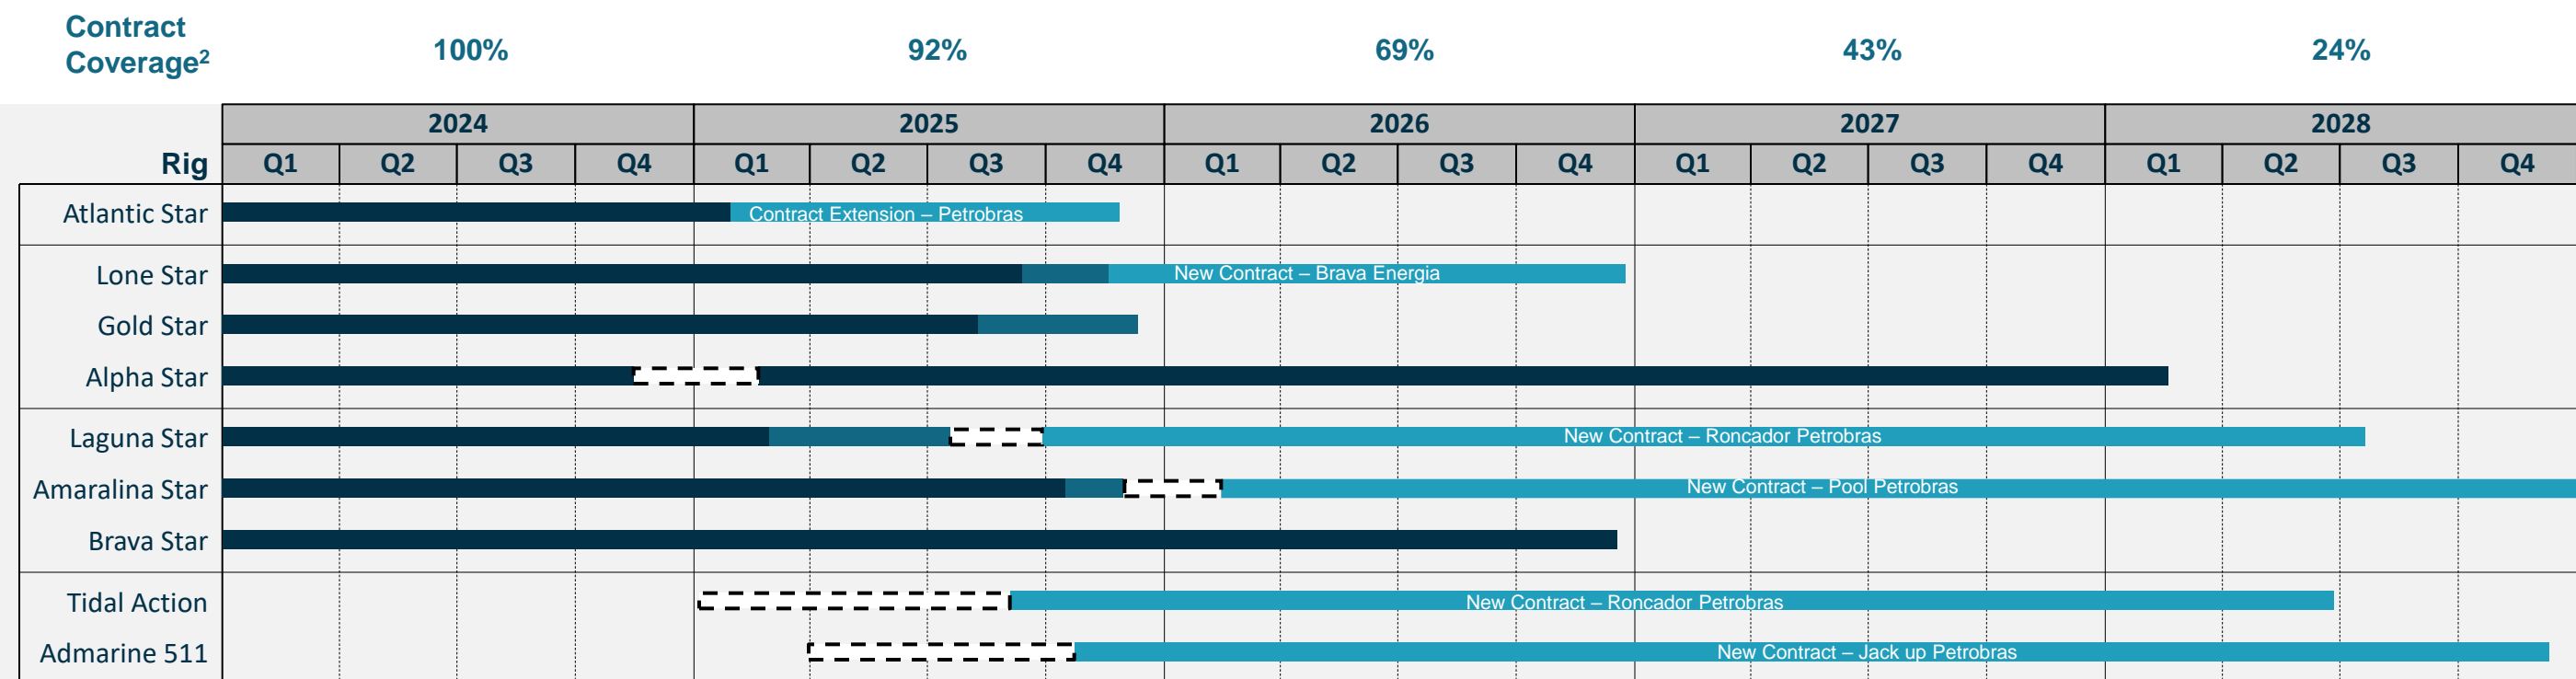 Contract
Coverage2
100% 92% 69% 43% 24%
2024 2025 2026 2027 2028
Rig Q1 Q2 Q3 Q4 Q1 Q2 Q3 Q4 Q1 Q2 Q3 Q4 Q1 Q2 Q3 Q4 Q1 Q2 Q3 Q4
Atlantic Star Contract Extension – Petrobras
Lone Star New Contract – Brava Energia
Gold Star
Alpha Star
Laguna Star New Contract – Roncador Petrobras
Amaralina Star New Contract – Pool Petrobras
Brava Star
Tidal Action New Contract – Roncador Petrobras
Admarine 511 New Contract – Jack up Petrobras